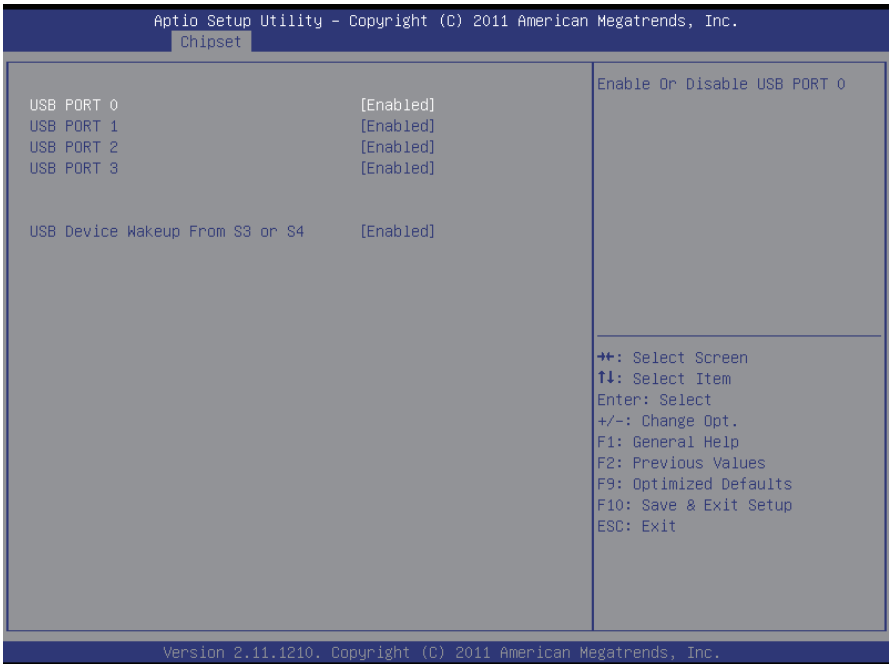 Aptio Setup Utility – Copyright (C) 2011 American Megatrends, Inc.
Chipset
USB PORT 0 [Enabled]
USB PORT 1 [Enabled]
USB PORT 2 [Enabled]
USB PORT 3 [Enabled]
USB Device Wakeup From S3 or S4 [Enabled]
Enable Or Disable USB PORT 0
→←: Select Screen
↑↓: Select Item
Enter: Select
+/-: Change Opt.
F1: General Help
F2: Previous Values
F9: Optimized Defaults
F10: Save & Exit Setup
ESC: Exit
Version 2.11.1210. Copyright (C) 2011 American Megatrends, Inc.